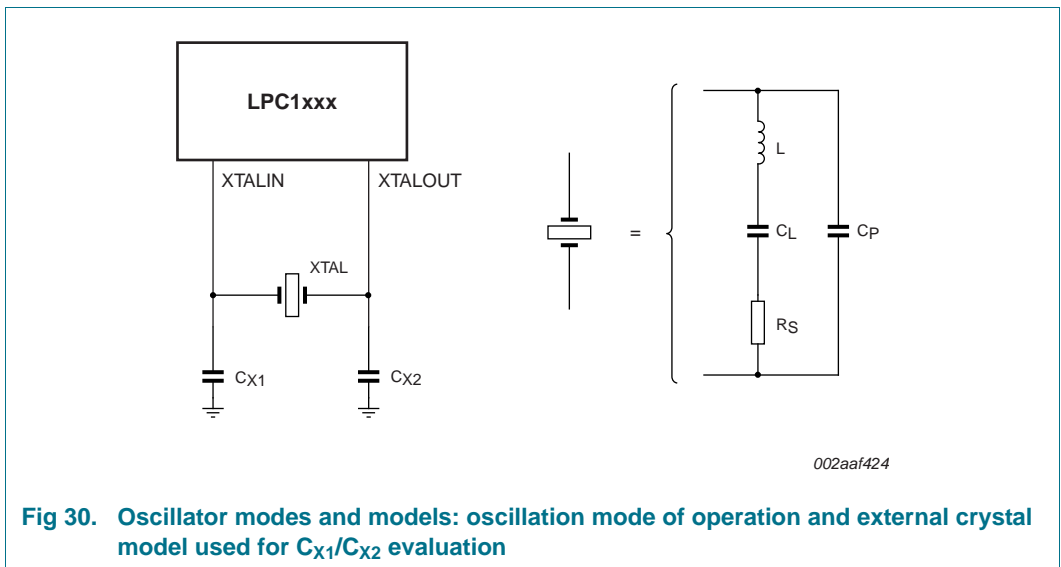 LPC1xxx
XTALIN
XTALOUT
XTAL
CX1
CX2
=
L
CL
CP
RS
002aaf424
Fig 30. Oscillator modes and models: oscillation mode of operation and external crystal
model used for CX1/CX2 evaluation